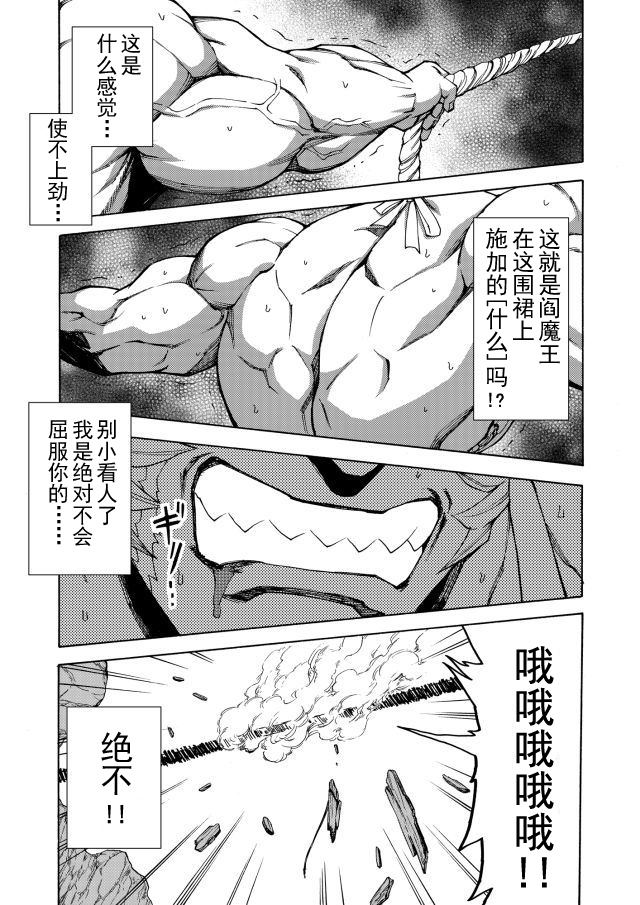 这是
什么感觉…
使不上劲…
这就是阎魔王
在这围裙上
施加的［什么］吗!?
别小看人了
我是绝对不会
屈服你的……
ギ…
哦哦哦哦哦!!
绝不!!